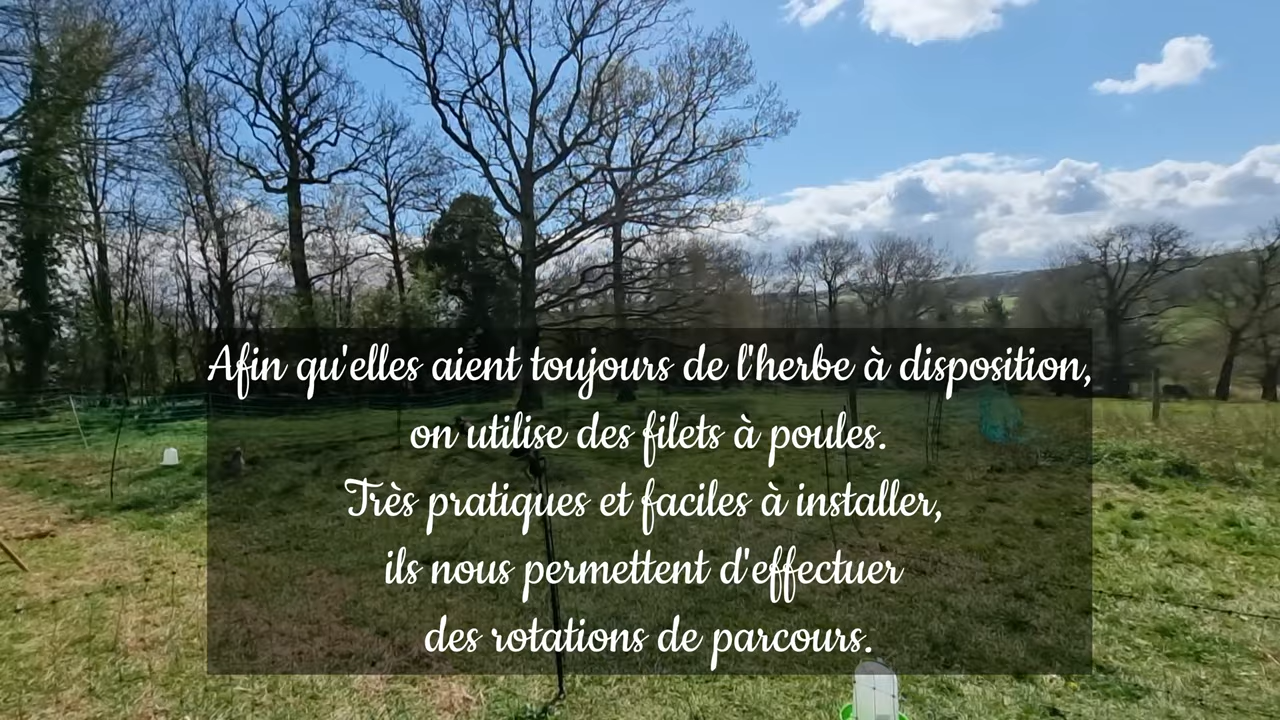 Afin qu'elles aient toujours de l'herbe à disposition,
on utilise des filets à poules.
Très pratiques et faciles à installer,
ils nous permettent d'effectuer
des rotations de parcours.